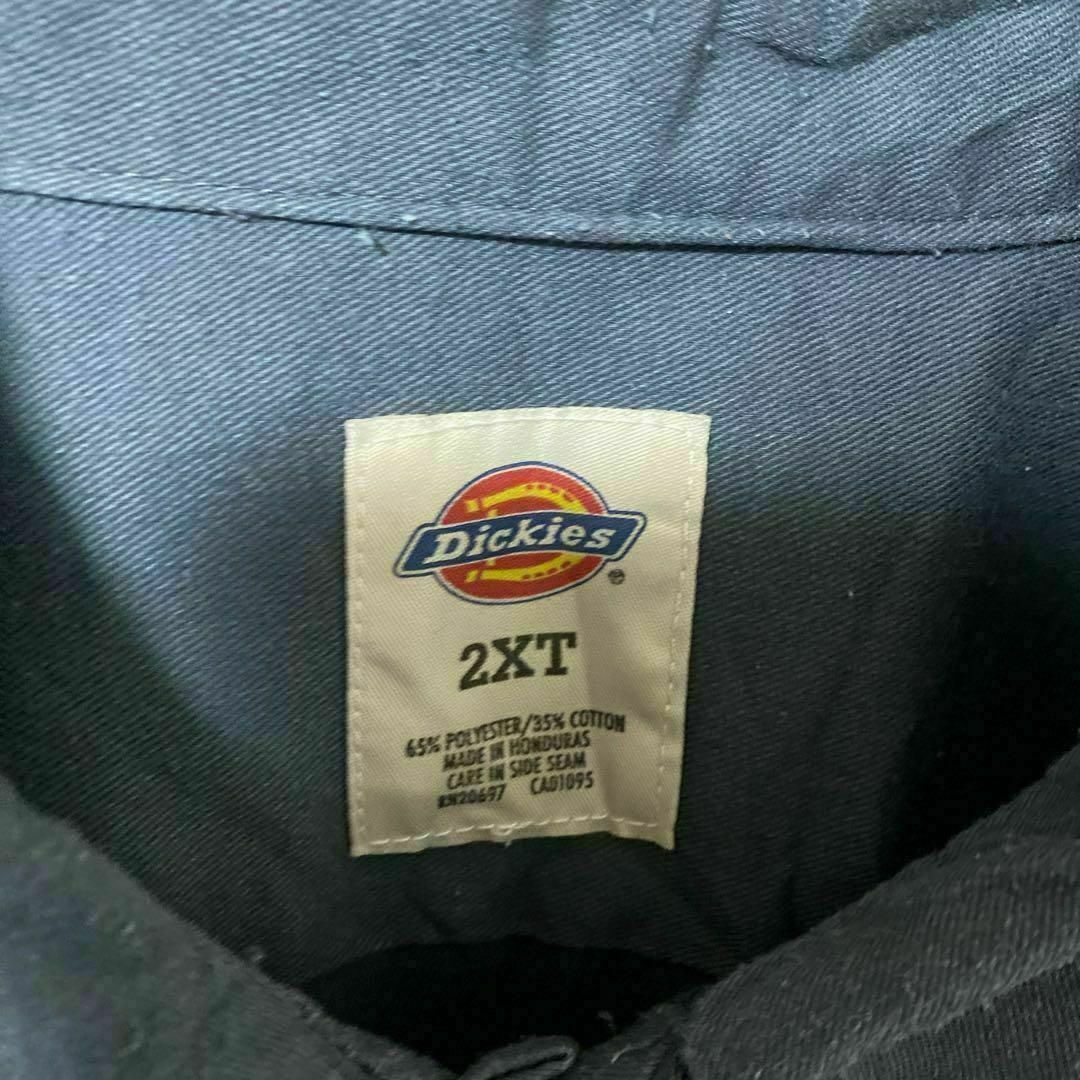 Dickies
®
2XT
65% POLYESTER/35% COTTON
MADE IN HONDURAS
CARE IN SIDE SEAM
RN20697 CA01095